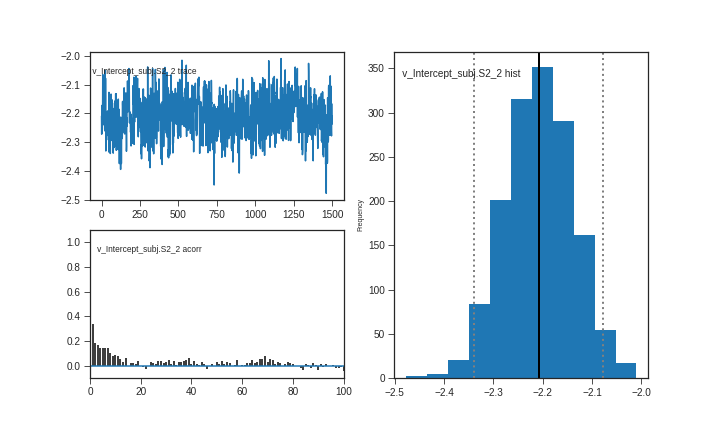 v_Intercept_subj.S2_2 trace
−2.0
−2.1
−2.2
−2.3
−2.4
−2.5
0 250 500 750 1000 1250 1500
v_Intercept_subj.S2_2 acorr
1.0
0.8
0.6
0.4
0.2
0.0
0 20 40 60 80 100
v_Intercept_subj.S2_2 hist
Frequency
350
300
250
200
150
100
50
0
−2.5 −2.4 −2.3 −2.2 −2.1 −2.0